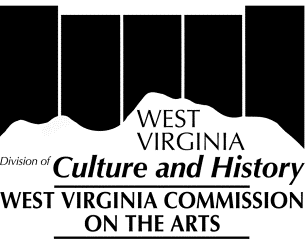 WEST
VIRGINIA
Division of Culture and History
WEST VIRGINIA COMMISSION
ON THE ARTS